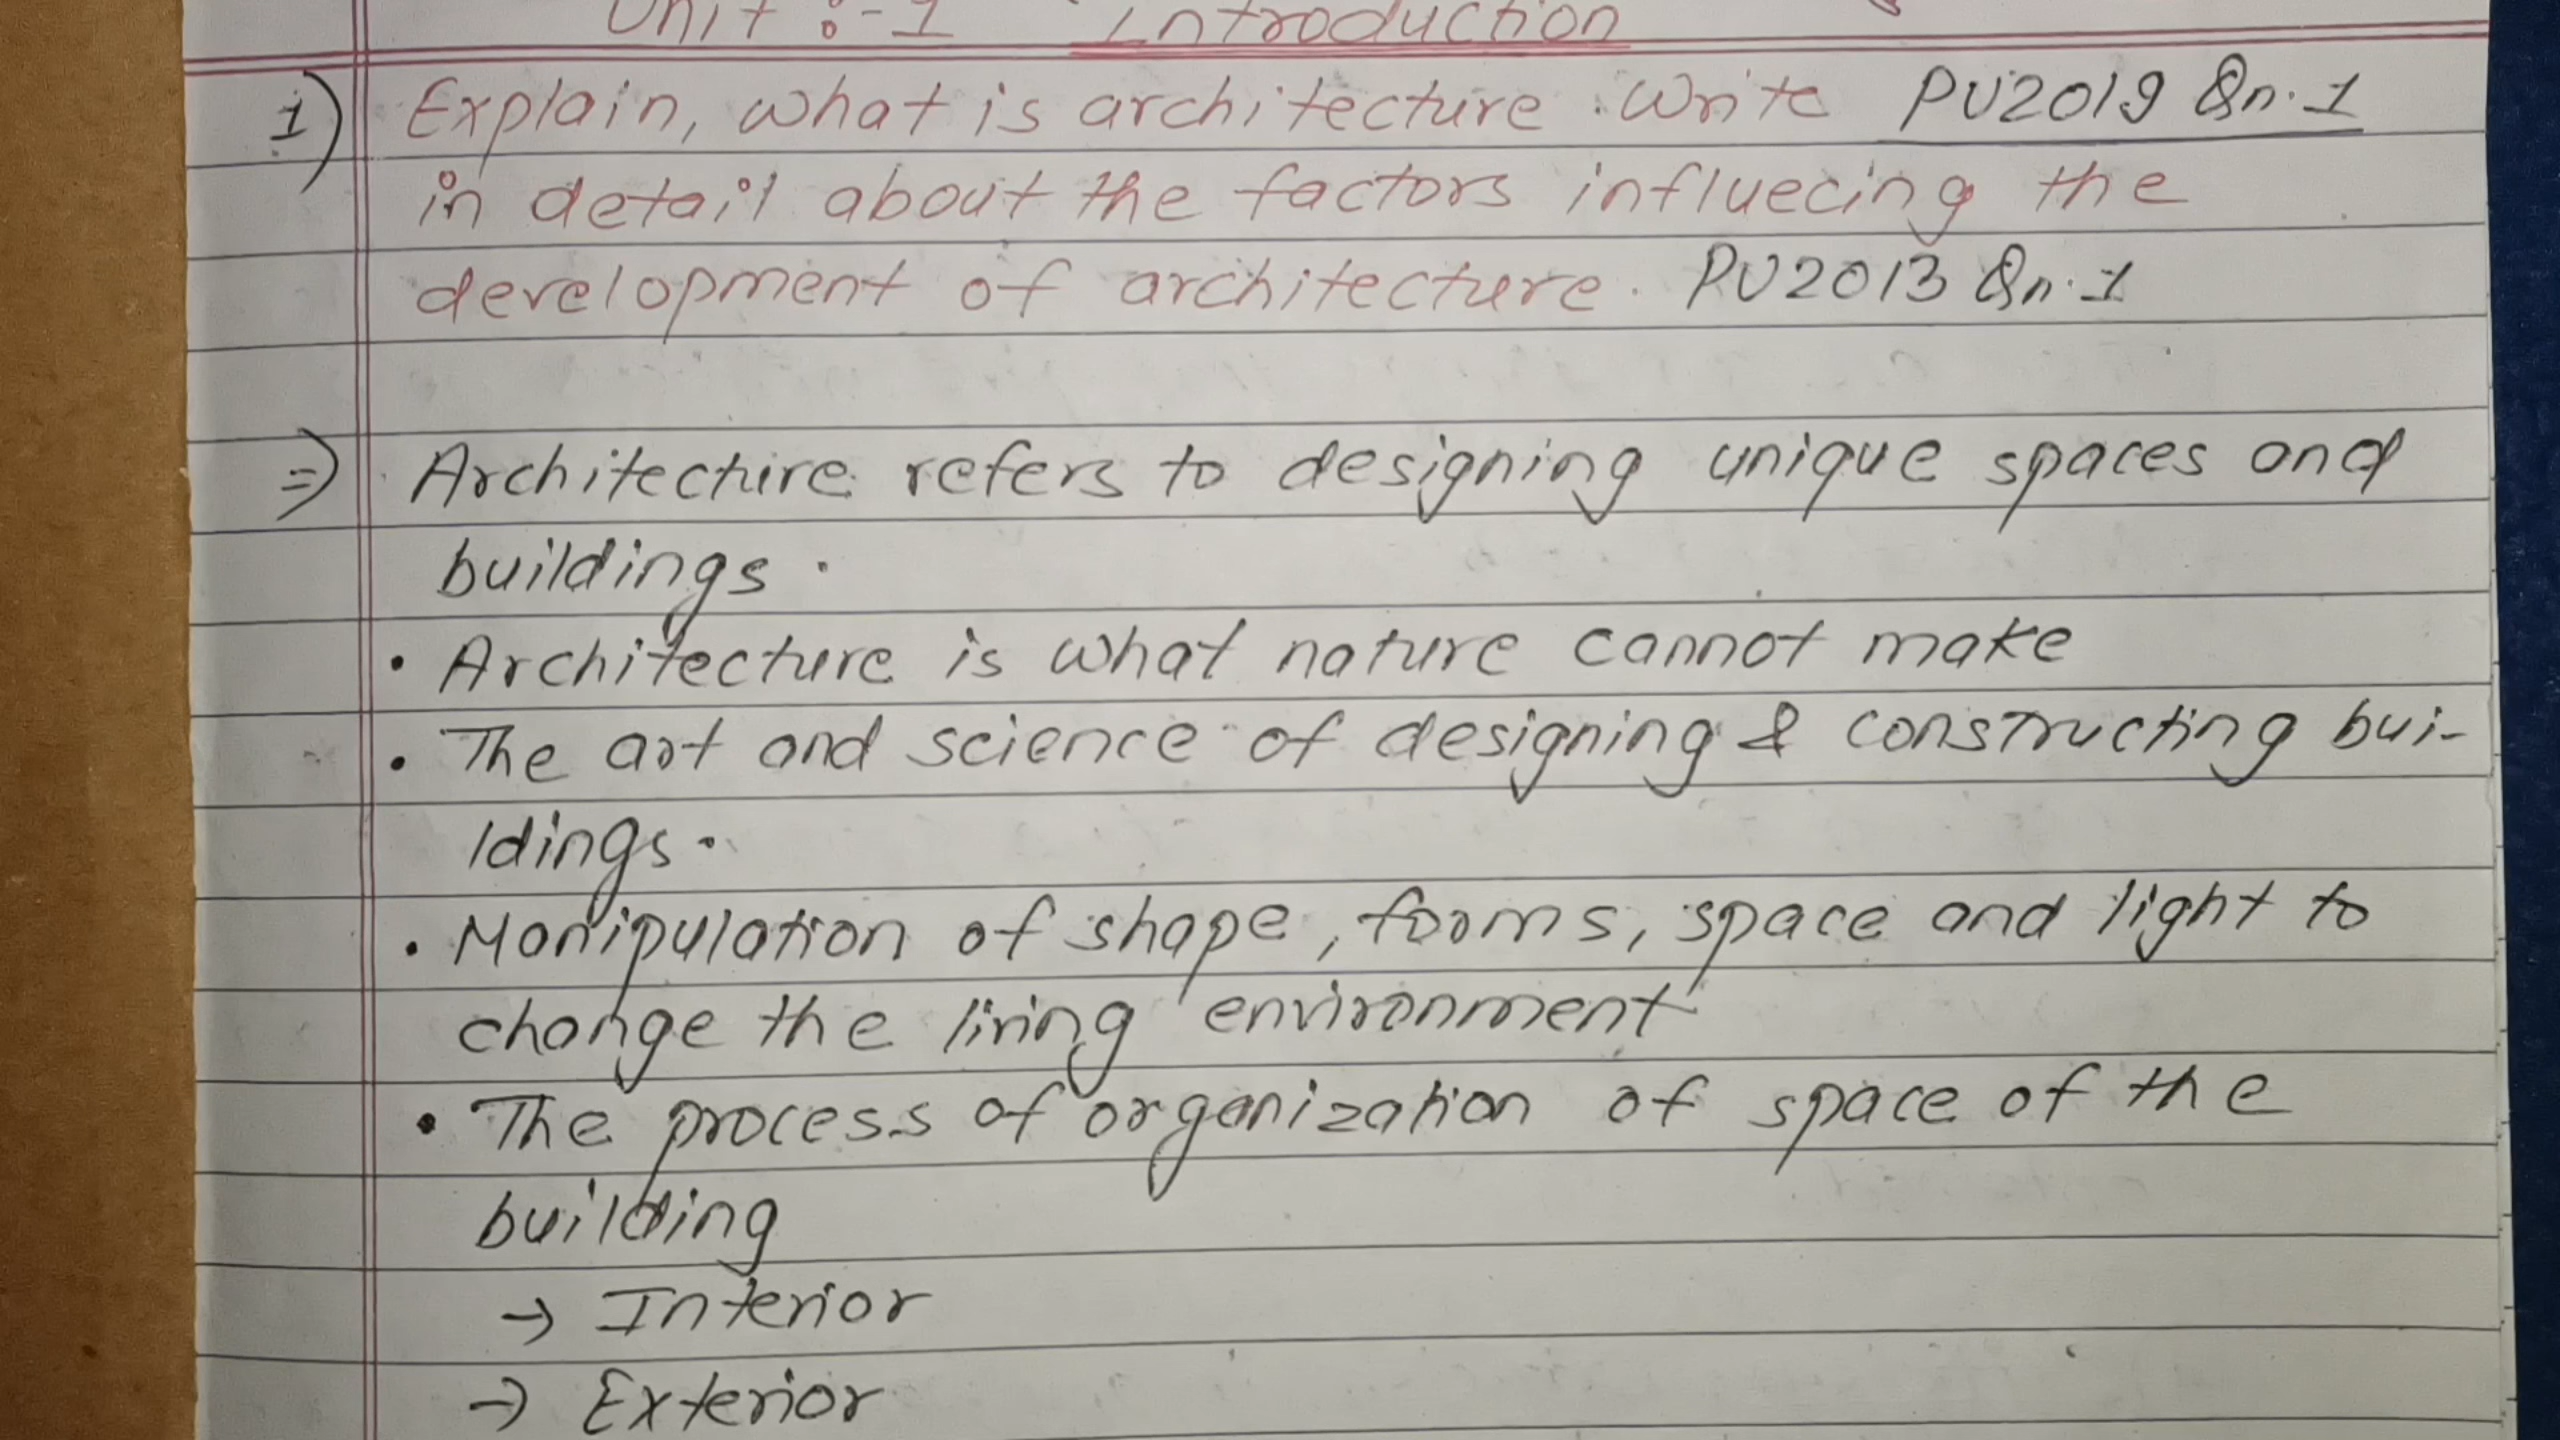 Unit :- 1 Introduction
1) Explain, what is architecture. Write PU2019 Qn.1
in detail about the factors influecing the
development of architecture. PU2013 Qn.1
⇒ Architecture refers to designing unique spaces and
buildings.
• Architecture is what nature cannot make
• The art and science of designing & constructing bui-
ldings.
• Manipulation of shape, forms, space and light to
change the living environment
• The process of organization of space of the
building
→ Interior
→ Exterior